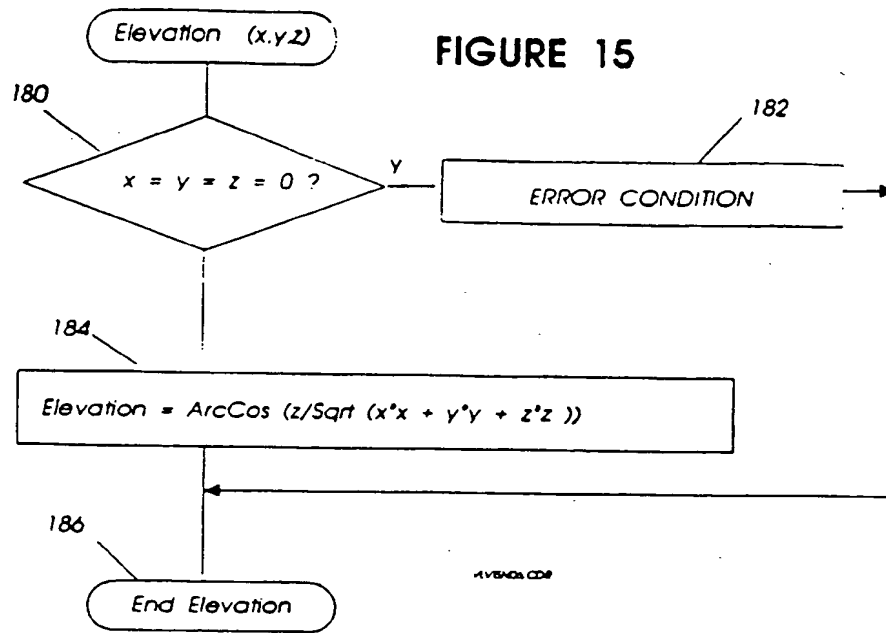 Elevation (x,y,z)
FIGURE 15
180
182
x = y = z = 0 ?
Y
ERROR CONDITION
184
Elevation = ArcCos (z/Sqrt (x*x + y*y + z*z ))
186
End Elevation